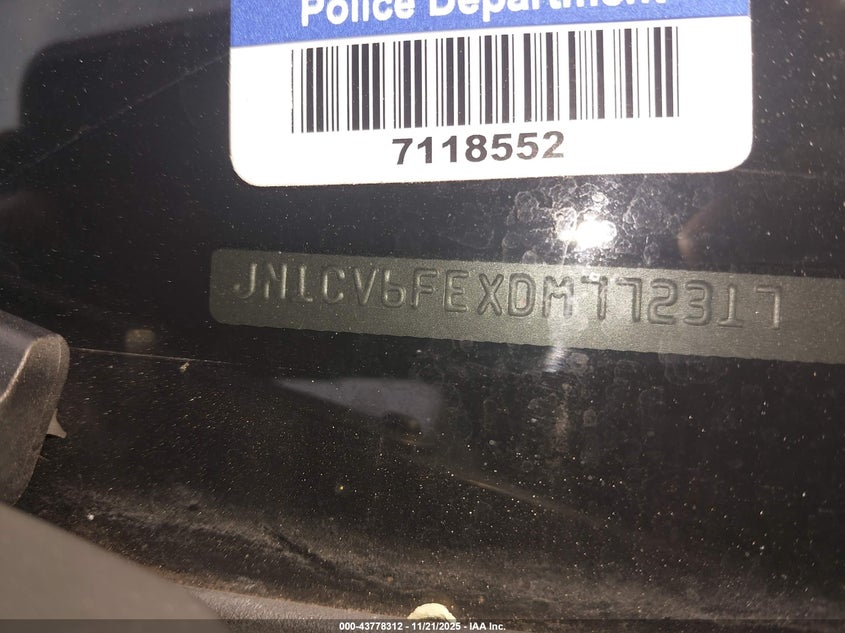 Police Department
7118552
JN1CV6FEXDM772317
000-43778312 - 11/21/2025 - IAA Inc.